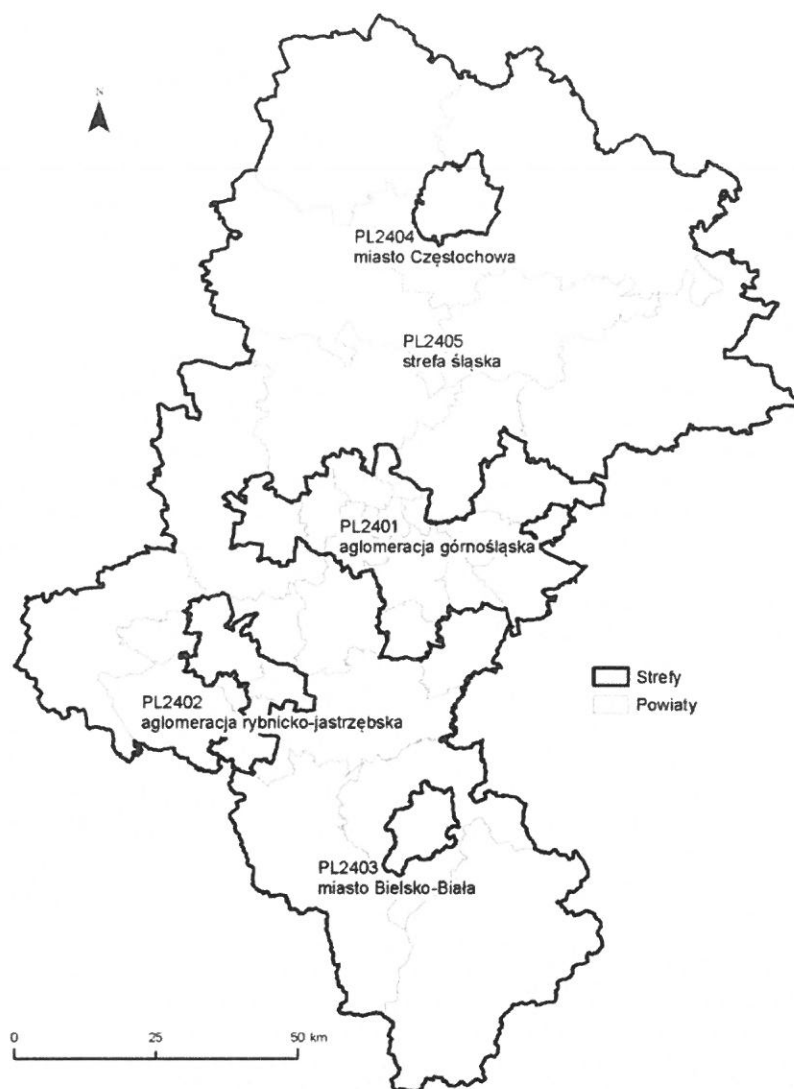 N
PL2404
miasto Częstochowa
PL2405
strefa śląska
PL2401
aglomeracja górnośląska
Strefy
Powiaty
PL2402
aglomeracja rybnicko-jastrzębska
PL2403
miasto Bielsko-Biała
0 25 50 km